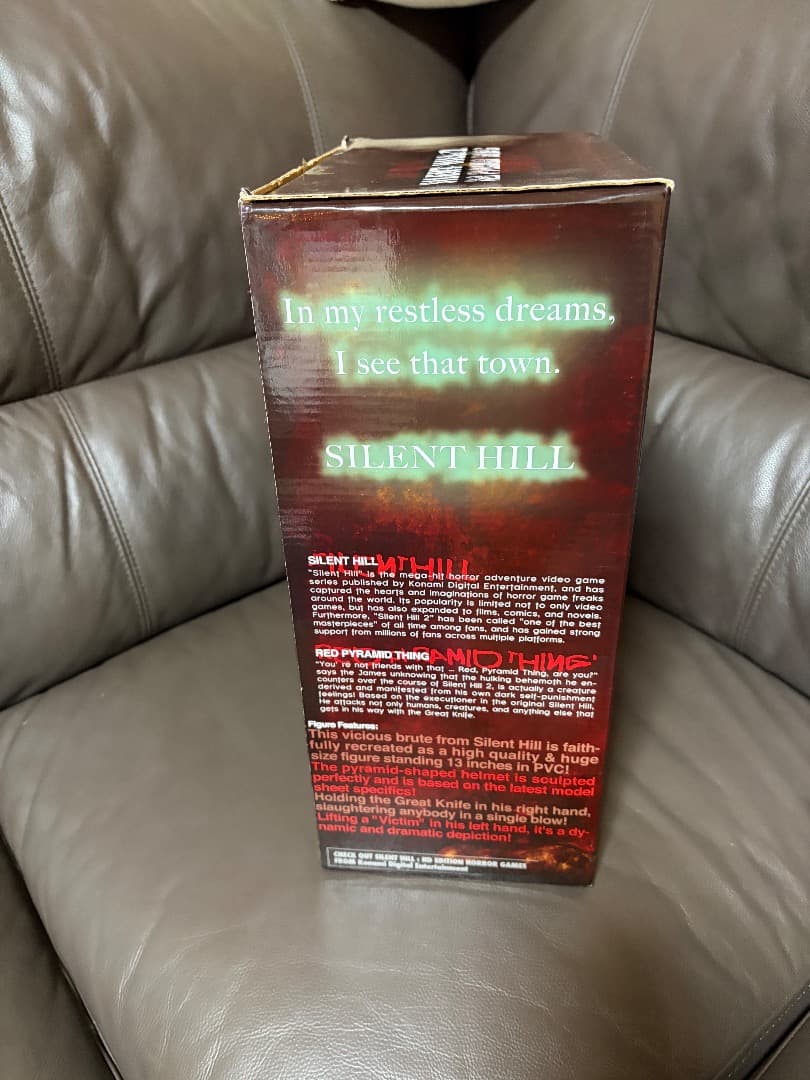 In my restless dreams,
I see that town.
SILENT HILL
SILENT HILL
"Silent Hill" is the mega-hit horror adventure video game
series published by Konami Digital Entertainment, and has
captured the hearts and imaginations of horror game freaks
around the world. Its popularity is limited not to only video
games, but has also expanded to films, comics, and novels.
Furthermore, "Silent Hill 2" has been called "one of the best
masterpieces" of all time among fans, and has gained strong
support from millions of fans across multiple platforms.
RED PYRAMID THING
"You're not friends with that – Red, Pyramid Thing, are you?"
says the James unknowing that the hulking behemoth he en-
counters over the course of Silent Hill 2, is actually a creature
derived and manifested from his own dark self-punishment
feelings! Based on the executioner in the original Silent Hill,
He attacks not only humans, creatures, and anything else that
gets in his way with the Great Knife.
Figure Features:
This vicious brute from Silent Hill is faith-
fully recreated as a high quality & huge
size figure standing 13 inches in PVC!
The pyramid-shaped helmet is sculpted
perfectly and is based on the latest model
sheet specifics!
Holding the Great Knife in his right hand,
slaughtering anybody in a single blow!
Lifting a "Victim" in his left hand, it's a dy-
namic and dramatic depiction!
CHECK OUT SILENT HILL : HD EDITION HORROR GAMES
FROM Konami Digital Entertainment